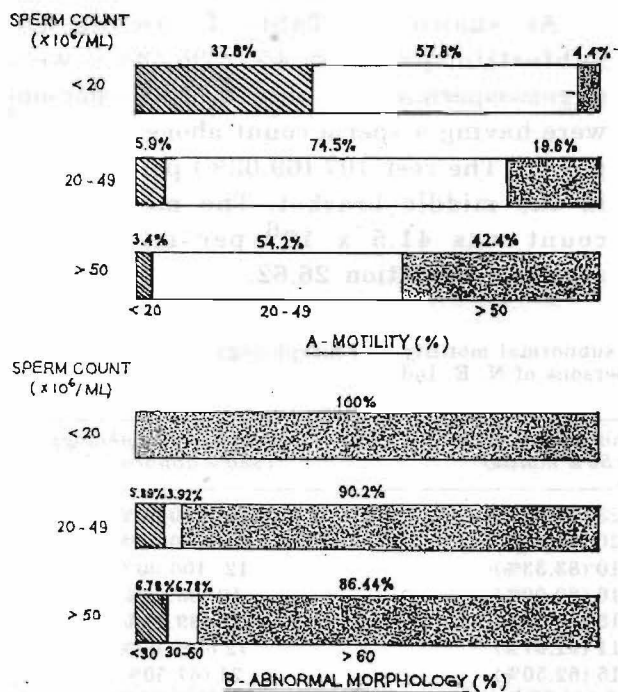 SPERM COUNT
(x10⁶/ML)
37.8% 57.8% 4.4%
< 20
5.9% 74.5% 19.6%
20 - 49
3.4% 54.2% 42.4%
> 50
< 20 20 - 49 > 50
A - MOTILITY (%)
SPERM COUNT
(x10⁶/ML)
100%
< 20
5.89% 3.92% 90.2%
20 - 49
6.78% 6.78% 86.44%
> 50
<30 30-60 > 60
B - ABNORMAL MORPHOLOGY (%)